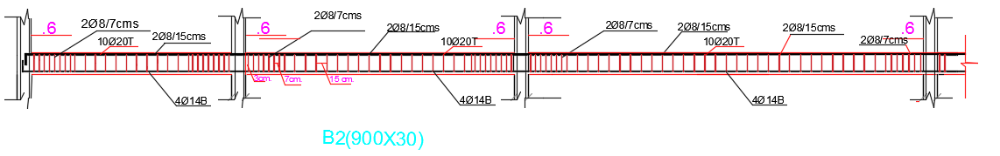 .6 2Ø8/7cms 10Ø20T 2Ø8/15cms
.6 2Ø8/7cms 2Ø8/15cms 10Ø20T .6
.6 2Ø8/7cms 2Ø8/15cms 10Ø20T 2Ø8/15cms 2Ø8/7cms .6
3cm. 7cm. 15 cm.
4Ø14B 4Ø14B 4Ø14B
B2(900X30)